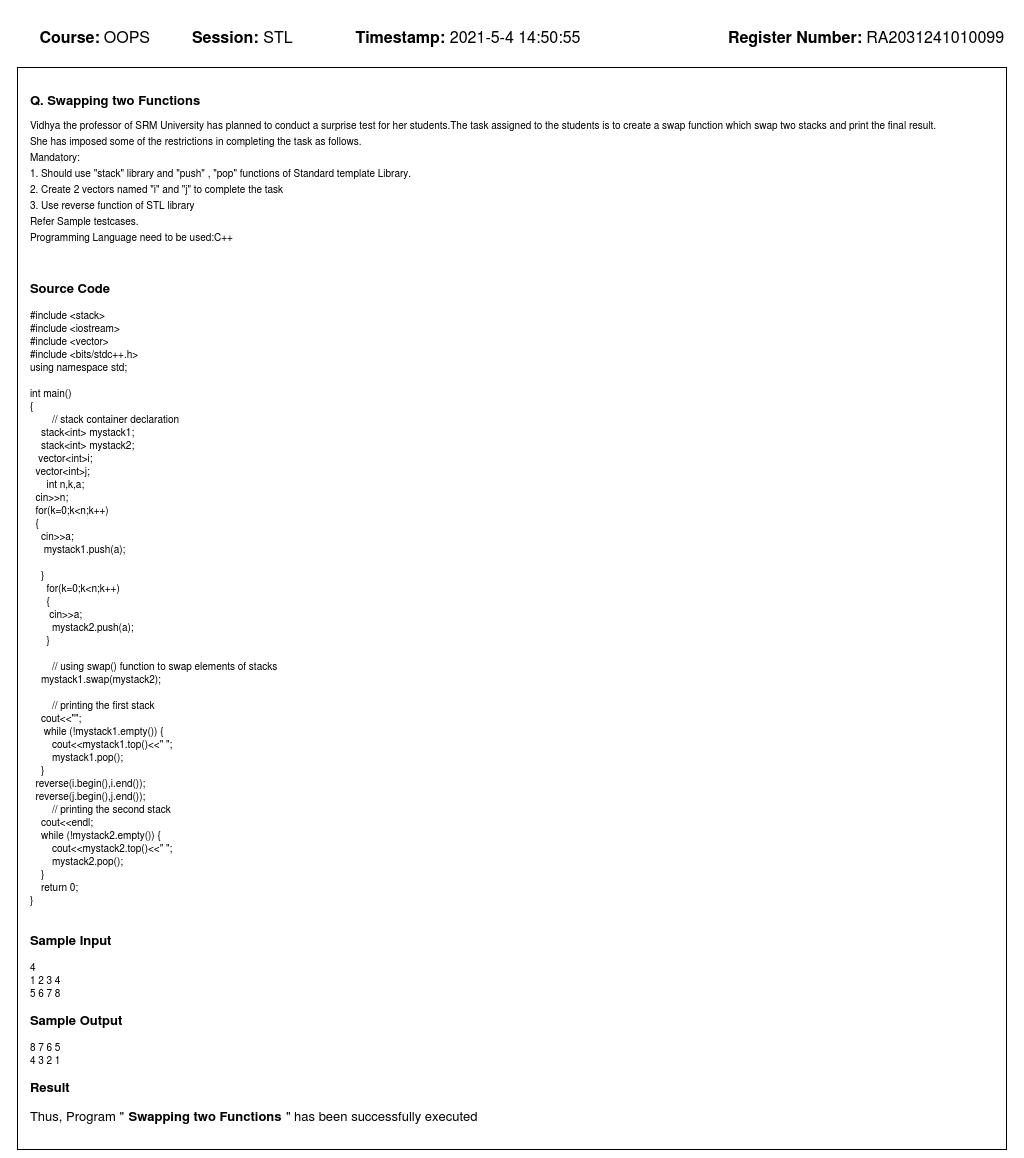 Course: OOPS Session: STL Timestamp: 2021-5-4 14:50:55 Register Number: RA2031241010099
Q. Swapping two Functions
Vidhya the professor of SRM University has planned to conduct a surprise test for her students.The task assigned to the students is to create a swap function which swap two stacks and print the final result.
She has imposed some of the restrictions in completing the task as follows.
Mandatory:
1. Should use "stack" library and "push" , "pop" functions of Standard template Library.
2. Create 2 vectors named "i" and "j" to complete the task
3. Use reverse function of STL library
Refer Sample testcases.
Programming Language need to be used:C++
Source Code
#include <stack>
#include <iostream>
#include <vector>
#include <bits/stdc++.h>
using namespace std;
int main()
{
// stack container declaration
stack<int> mystack1;
stack<int> mystack2;
vector<int>i;
vector<int>j;
int n,k,a;
cin>>n;
for(k=0;k<n;k++)
{
cin>>a;
mystack1.push(a);
}
for(k=0;k<n;k++)
{
cin>>a;
mystack2.push(a);
}
// using swap() function to swap elements of stacks
mystack1.swap(mystack2);
// printing the first stack
cout<<"";
while (!mystack1.empty()) {
cout<<mystack1.top()<<" ";
mystack1.pop();
}
reverse(i.begin(),i.end());
reverse(j.begin(),j.end());
// printing the second stack
cout<<endl;
while (!mystack2.empty()) {
cout<<mystack2.top()<<" ";
mystack2.pop();
}
return 0;
}
Sample Input
4
1 2 3 4
5 6 7 8
Sample Output
8 7 6 5
4 3 2 1
Result
Thus, Program " Swapping two Functions " has been successfully executed